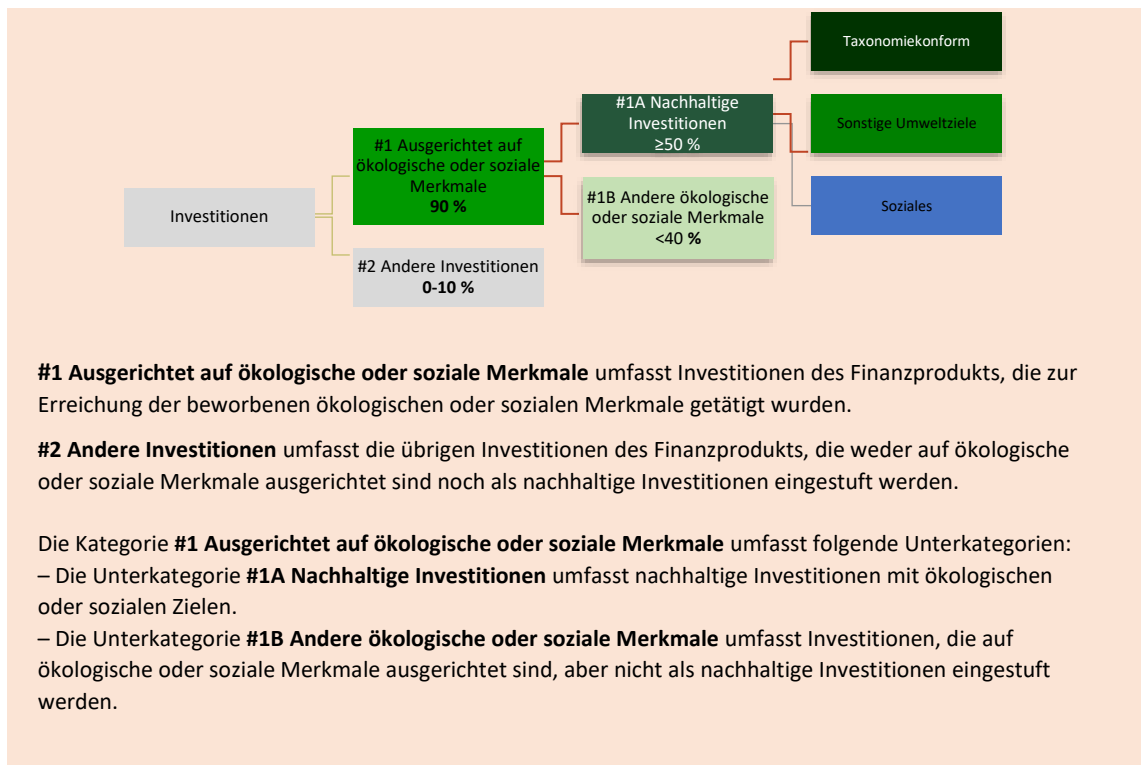 Taxonomiekonform
#1A Nachhaltige
Investitionen
≥50 %
Sonstige Umweltziele
#1 Ausgerichtet auf
ökologische oder soziale
Merkmale
90 %
#1B Andere ökologische
oder soziale Merkmale
<40 %
Soziales
Investitionen
#2 Andere Investitionen
0-10 %
#1 Ausgerichtet auf ökologische oder soziale Merkmale umfasst Investitionen des Finanzprodukts, die zur
Erreichung der beworbenen ökologischen oder sozialen Merkmale getätigt wurden.
#2 Andere Investitionen umfasst die übrigen Investitionen des Finanzprodukts, die weder auf ökologische
oder soziale Merkmale ausgerichtet sind noch als nachhaltige Investitionen eingestuft werden.
Die Kategorie #1 Ausgerichtet auf ökologische oder soziale Merkmale umfasst folgende Unterkategorien:
– Die Unterkategorie #1A Nachhaltige Investitionen umfasst nachhaltige Investitionen mit ökologischen
oder sozialen Zielen.
– Die Unterkategorie #1B Andere ökologische oder soziale Merkmale umfasst Investitionen, die auf
ökologische oder soziale Merkmale ausgerichtet sind, aber nicht als nachhaltige Investitionen eingestuft
werden.